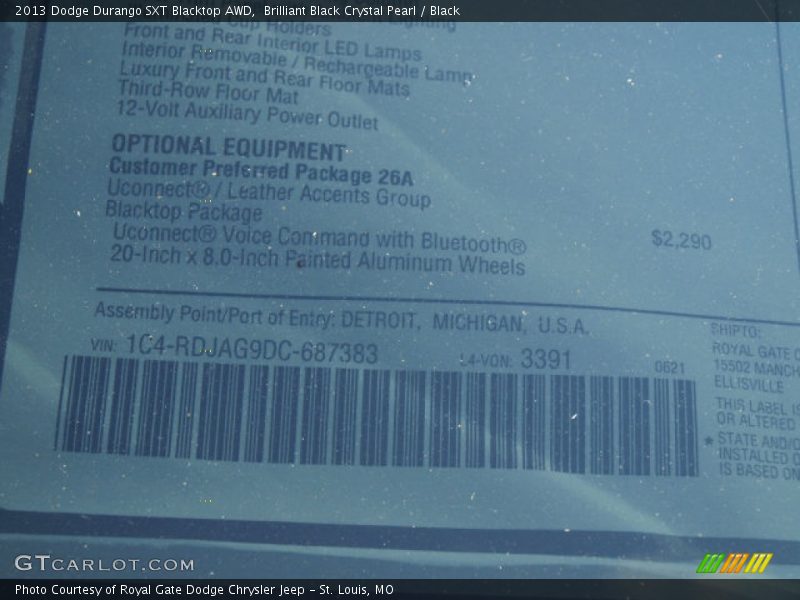 2013 Dodge Durango SXT Blacktop AWD, Brilliant Black Crystal Pearl / Black
Cup Holders
Front and Rear Interior LED Lamps
Interior Removable / Rechargeable Lamp
Luxury Front and Rear Floor Mats
Third-Row Floor Mat
12-Volt Auxiliary Power Outlet
OPTIONAL EQUIPMENT
Customer Preferred Package 26A
Uconnect® / Leather Accents Group
Blacktop Package $2,290
Uconnect® Voice Command with Bluetooth®
20-Inch x 8.0-Inch Painted Aluminum Wheels
Assembly Point/Port of Entry: DETROIT, MICHIGAN, U.S.A.
VIN: 1C4-RDJAG9DC-687383 L4-VON: 3391 0621
SHIP TO:
ROYAL GATE
15502 MANCH
ELLISVILLE
THIS LABEL IS
OR ALTERED
* STATE AND/O
INSTALLED O
IS BASED ON
GTCARLOT.COM
Photo Courtesy of Royal Gate Dodge Chrysler Jeep – St. Louis, MO